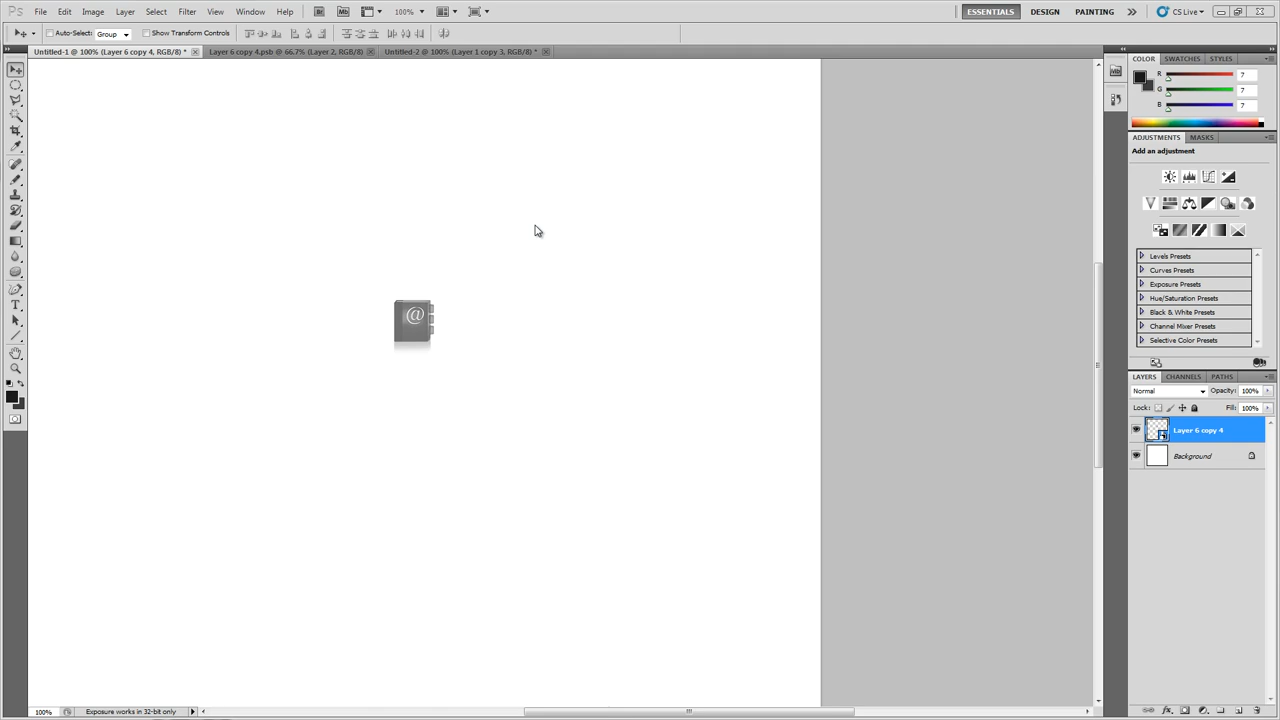 Ps File Edit Image Layer Select Filter View Window Help 100% ESSENTIALS DESIGN PAINTING CS Live
Auto-Select: Group Show Transform Controls
Untitled-1 @ 100% (Layer 6 copy 4, RGB/8) * Layer 6 copy 4.psb @ 66.7% (Layer 2, RGB/8) Untitled-2 @ 100% (Layer 1 copy 3, RGB/8) *
COLOR SWATCHES STYLES
Mb
R 7
G 7
B 7
ADJUSTMENTS MASKS
Add an adjustment
Levels Presets
Curves Presets
Exposure Presets
Hue/Saturation Presets
Black & White Presets
Channel Mixer Presets
Selective Color Presets
@
LAYERS CHANNELS PATHS
Normal Opacity: 100%
Lock: Fill: 100%
Layer 6 copy 4
Background
100% Exposure works in 32-bit only